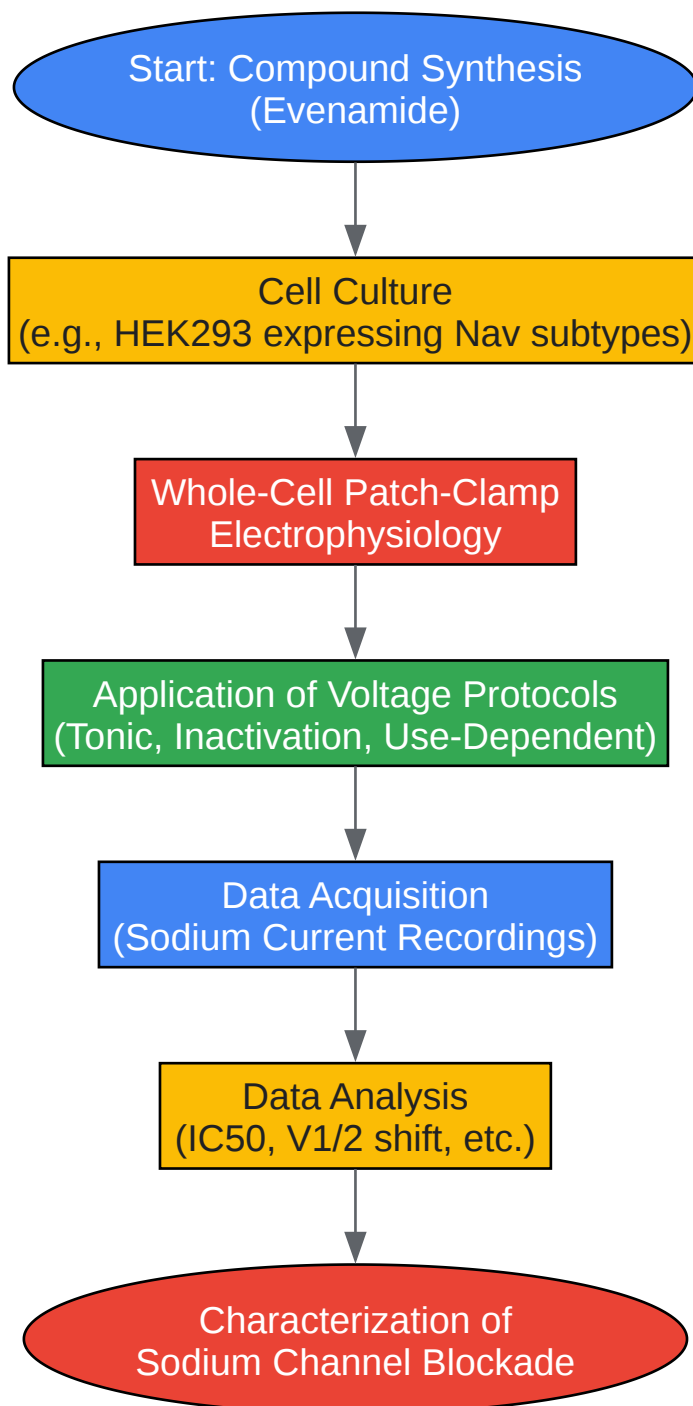 Start: Compound Synthesis
(Evenamide)
Cell Culture
(e.g., HEK293 expressing Nav subtypes)
Whole-Cell Patch-Clamp
Electrophysiology
Application of Voltage Protocols
(Tonic, Inactivation, Use-Dependent)
Data Acquisition
(Sodium Current Recordings)
Data Analysis
(IC50, V1/2 shift, etc.)
Characterization of
Sodium Channel Blockade